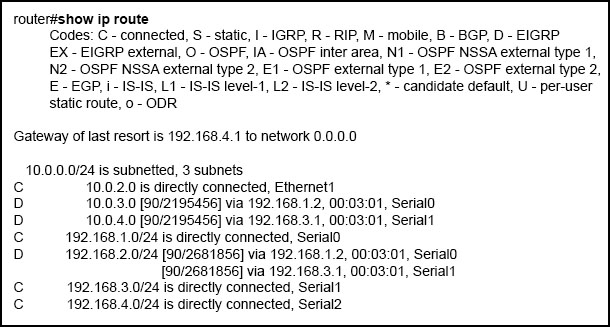 router#show ip route
Codes: C - connected, S - static, I - IGRP, R - RIP, M - mobile, B - BGP, D - EIGRP
EX - EIGRP external, O - OSPF, IA - OSPF inter area, N1 - OSPF NSSA external type 1,
N2 - OSPF NSSA external type 2, E1 - OSPF external type 1, E2 - OSPF external type 2,
E - EGP, i - IS-IS, L1 - IS-IS level-1, L2 - IS-IS level-2, * - candidate default, U - per-user
static route, o - ODR
Gateway of last resort is 192.168.4.1 to network 0.0.0.0
10.0.0.0/24 is subnetted, 3 subnets
C 10.0.2.0 is directly connected, Ethernet1
D 10.0.3.0 [90/2195456] via 192.168.1.2, 00:03:01, Serial0
D 10.0.4.0 [90/2195456] via 192.168.3.1, 00:03:01, Serial1
C 192.168.1.0/24 is directly connected, Serial0
D 192.168.2.0/24 [90/2681856] via 192.168.1.2, 00:03:01, Serial0
[90/2681856] via 192.168.3.1, 00:03:01, Serial1
C 192.168.3.0/24 is directly connected, Serial1
C 192.168.4.0/24 is directly connected, Serial2